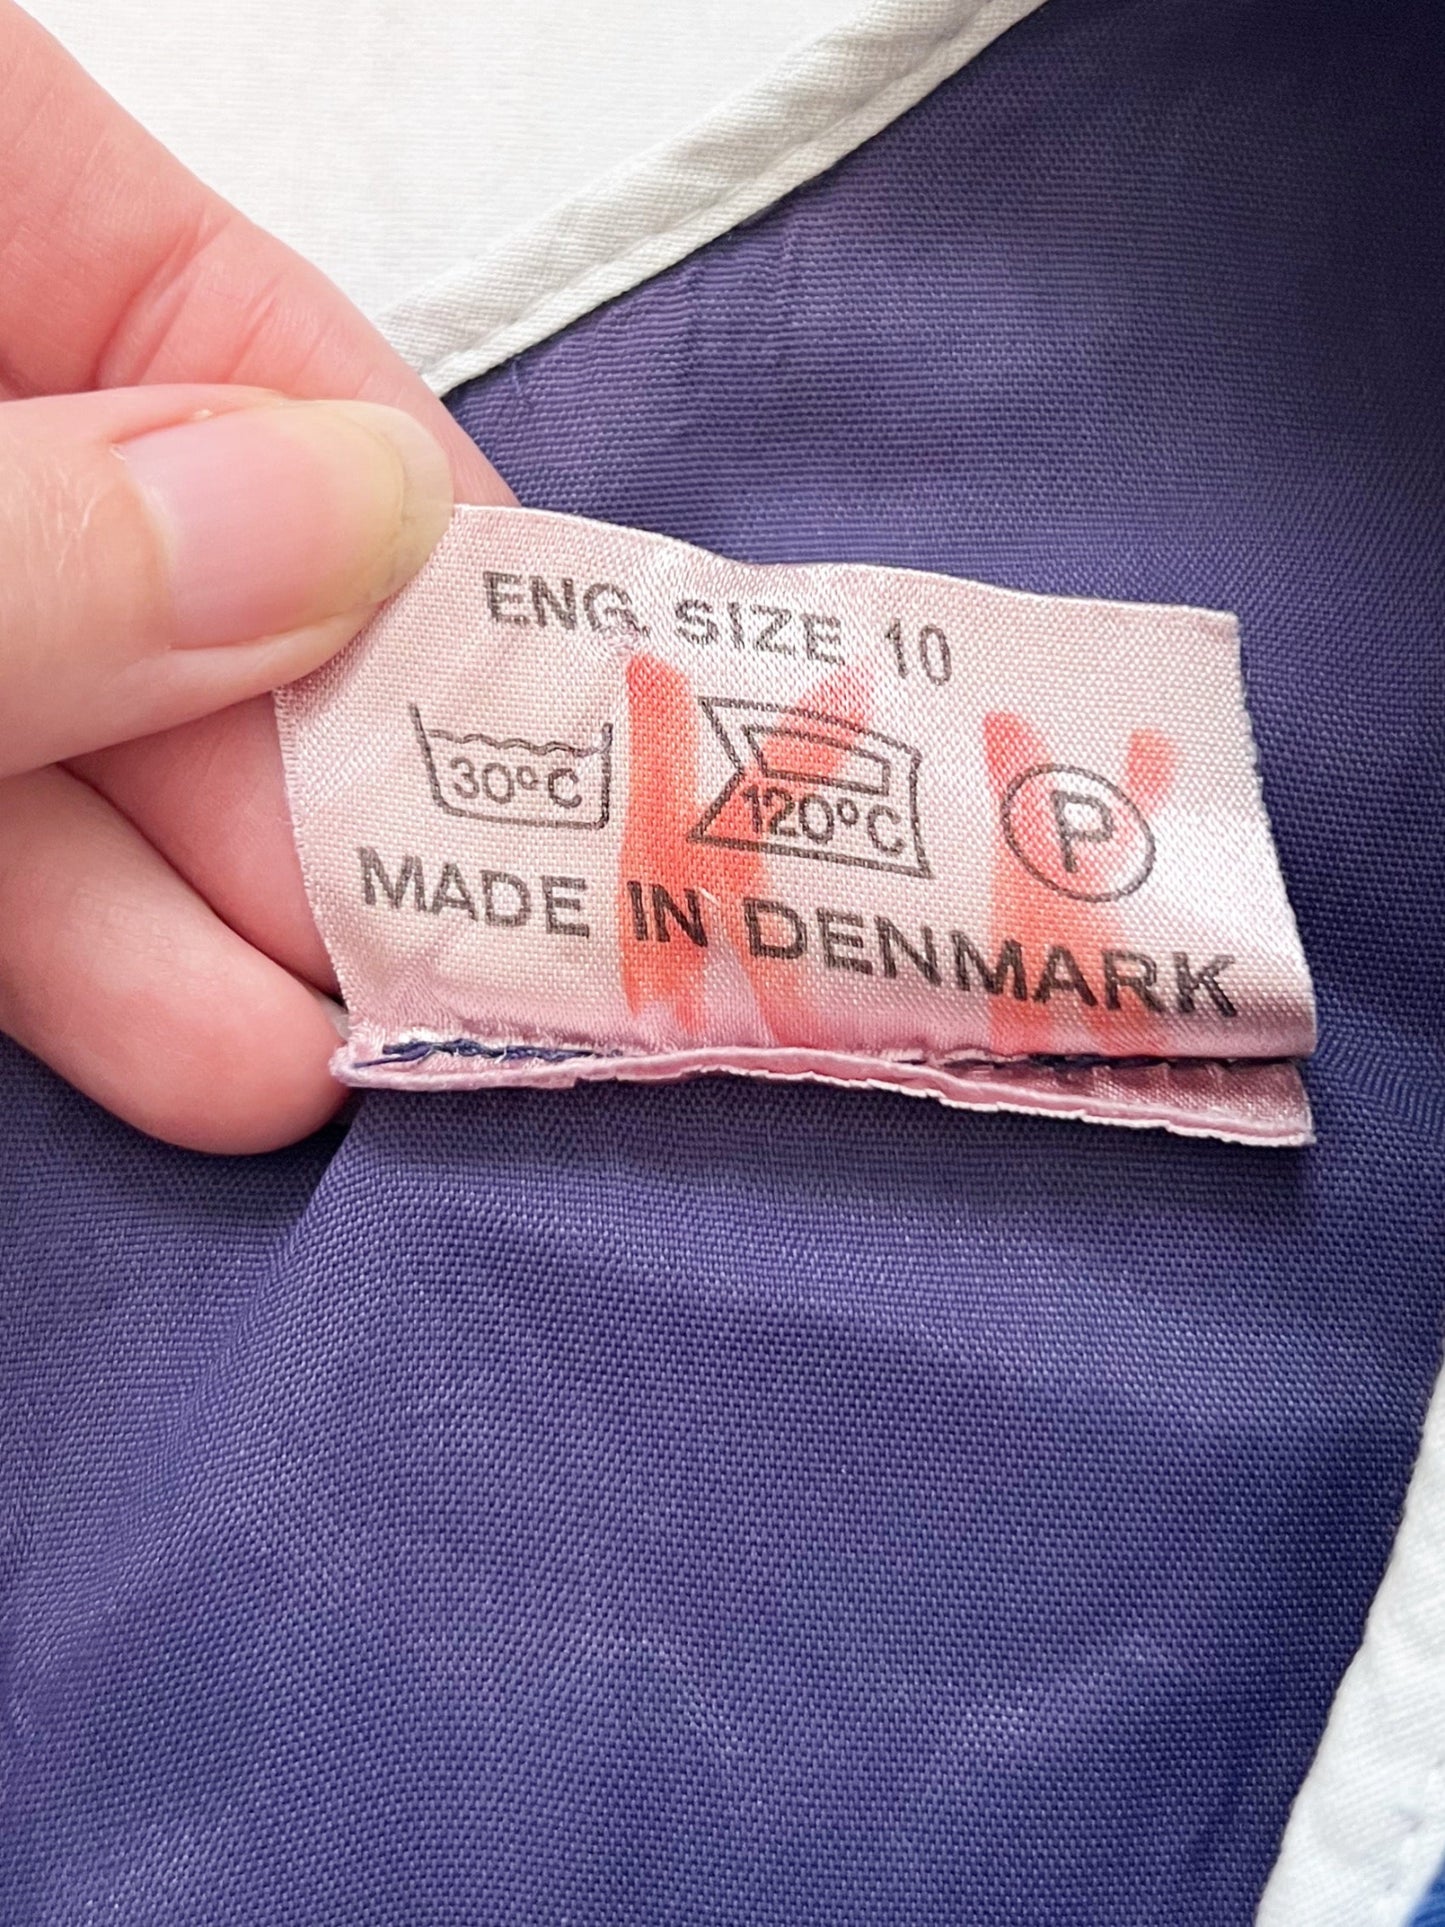 ENG. SIZE 10
30°C 120°C P
MADE IN DENMARK